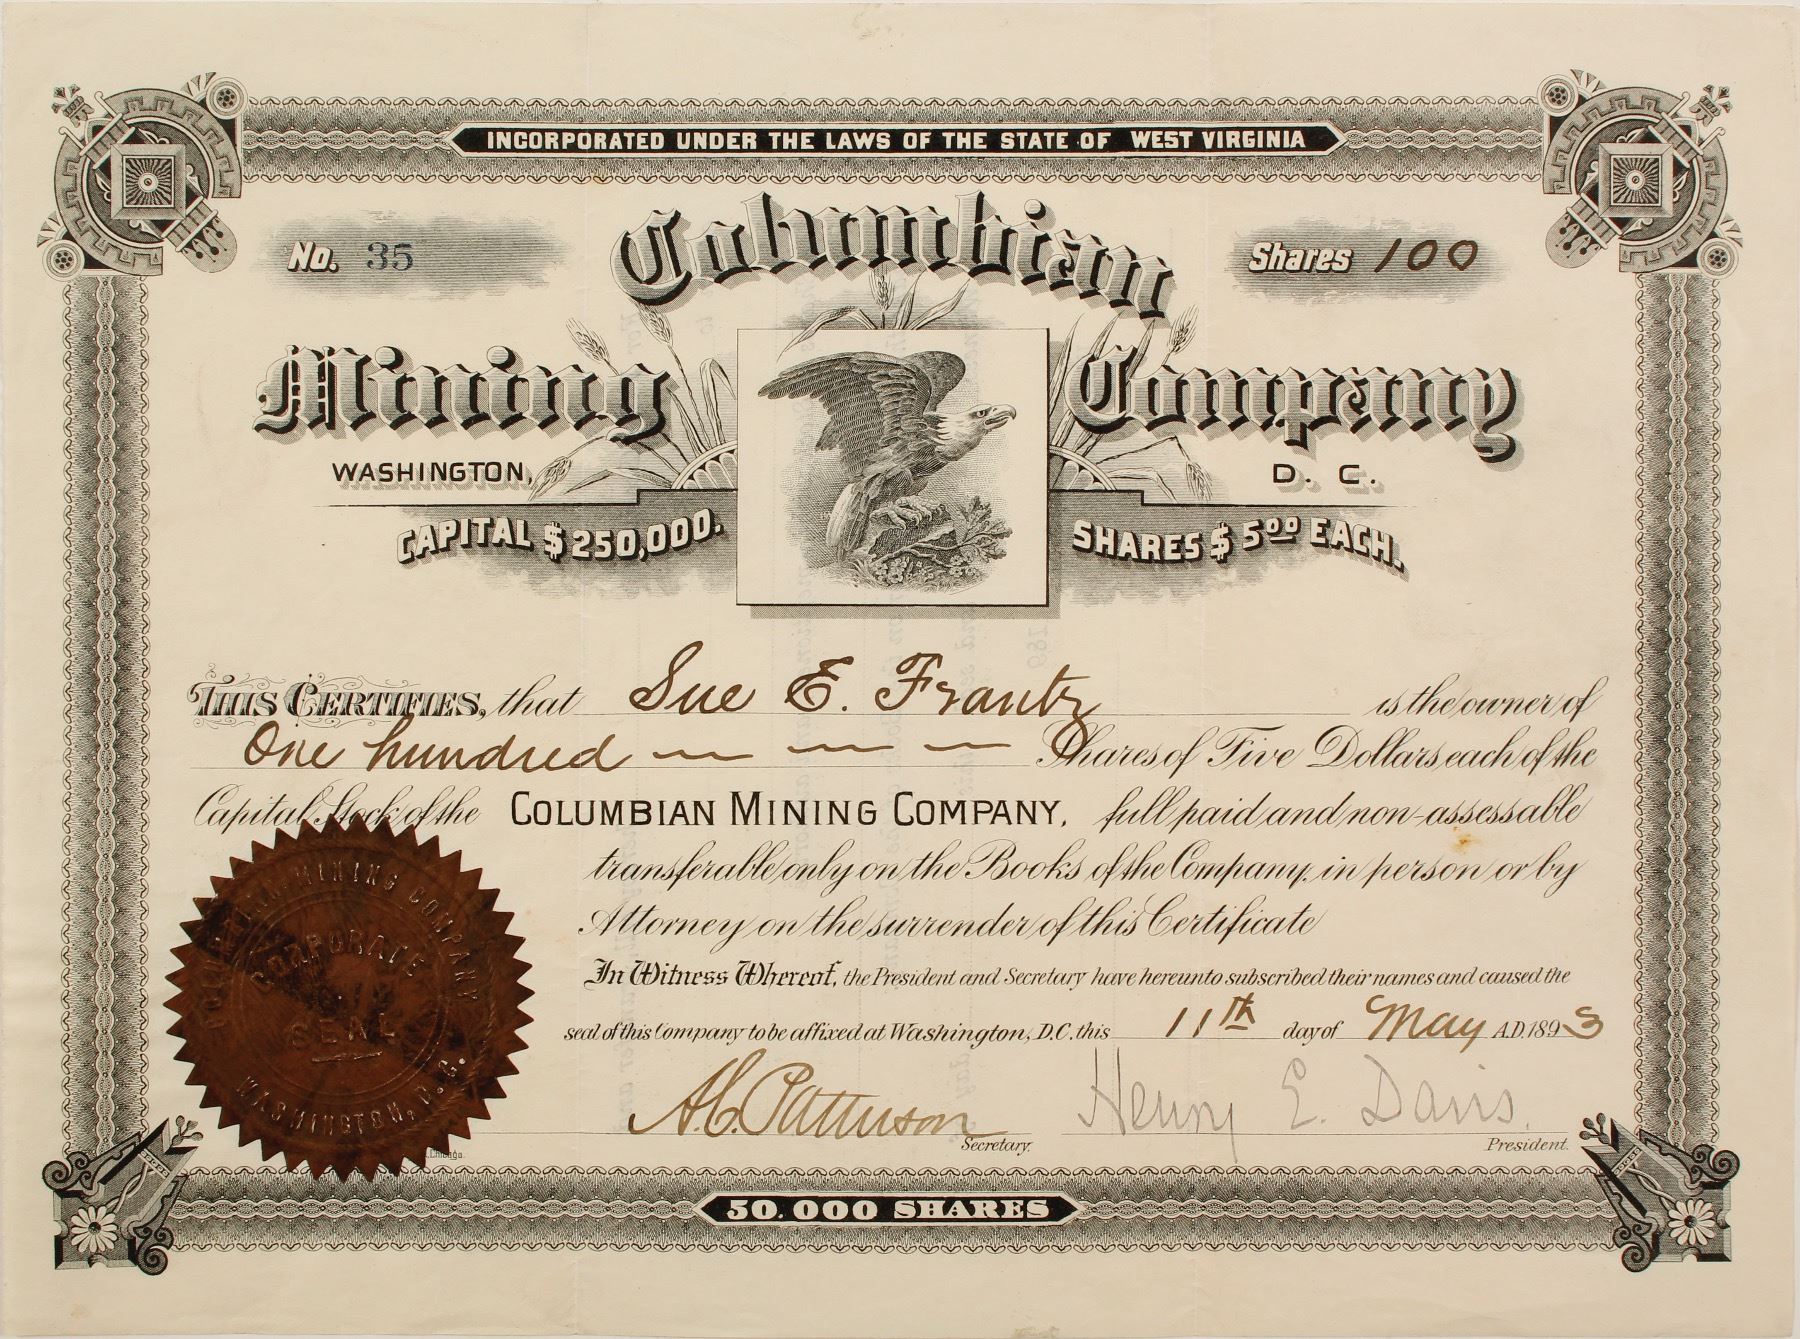 INCORPORATED UNDER THE LAWS OF THE STATE OF WEST VIRGINIA
No. 35
Columbian
Shares 100
Mining Company
WASHINGTON, D. C.
CAPITAL $250,000. SHARES $5.00 EACH.
THIS CERTIFIES, that Sue E. Frantz is the owner of
One hundred Shares of Five Dollars each of the
Capital Stock of the COLUMBIAN MINING COMPANY, full paid and non-assessable
transferable only on the Books of the Company in person or by
Attorney on the surrender of this Certificate
In Witness Whereof, the President and Secretary have hereunto subscribed their names and caused the
seal of this Company to be affixed at Washington, D.C. this 11th day of May A.D. 1893
A.C. Patterson Henry E. Davis.
Secretary. President.
MINING COMPANY
CORPORATE
SEAL
WASHINGTON, D. C.
Chicago.
50.000 SHARES